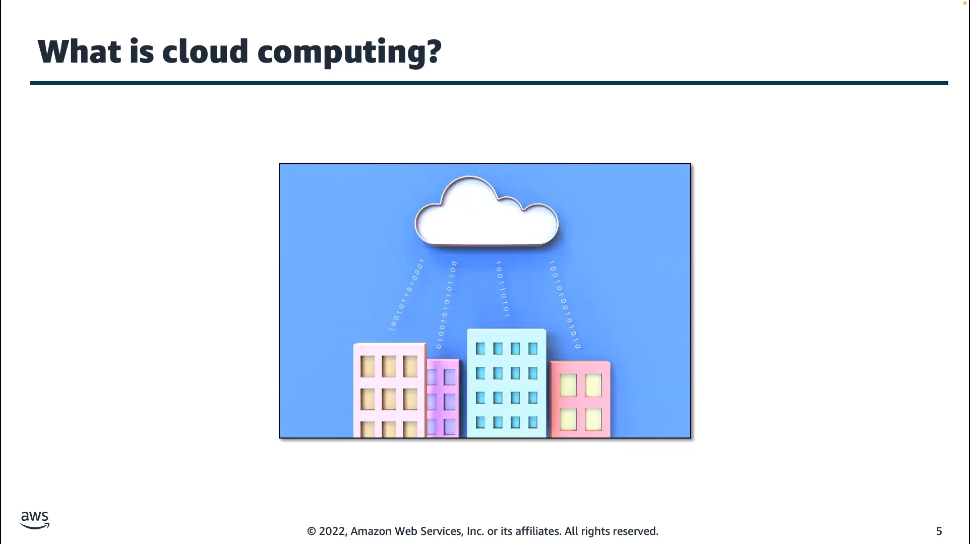 What is cloud computing?
aws
© 2022, Amazon Web Services, Inc. or its affiliates. All rights reserved.
5